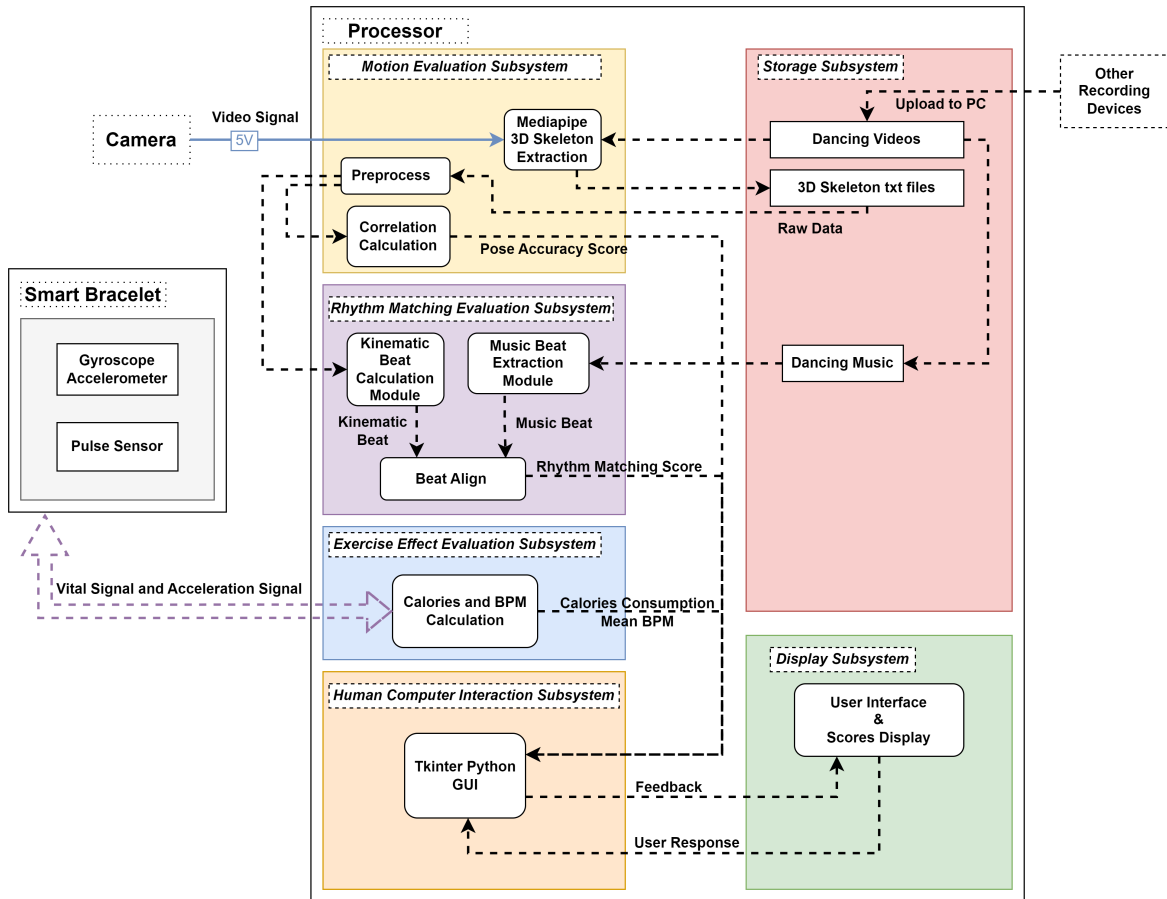 Processor
Motion Evaluation Subsystem
Storage Subsystem
Other
Recording
Devices
Upload to PC
Video Signal
Camera
5V
Mediapipe
3D Skeleton
Extraction
Dancing Videos
Preprocess
3D Skeleton txt files
Raw Data
Correlation
Calculation
Pose Accuracy Score
Smart Bracelet
Gyroscope
Accelerometer
Pulse Sensor
Rhythm Matching Evaluation Subsystem
Kinematic
Beat
Calculation
Module
Music Beat
Extraction
Module
Dancing Music
Kinematic
Beat
Music Beat
Beat Align
Rhythm Matching Score
Exercise Effect Evaluation Subsystem
Vital Signal and Acceleration Signal
Calories and BPM
Calculation
Calories Consumption
Mean BPM
Human Computer Interaction Subsystem
Display Subsystem
User Interface
&
Scores Display
Tkinter Python
GUI
Feedback
User Response